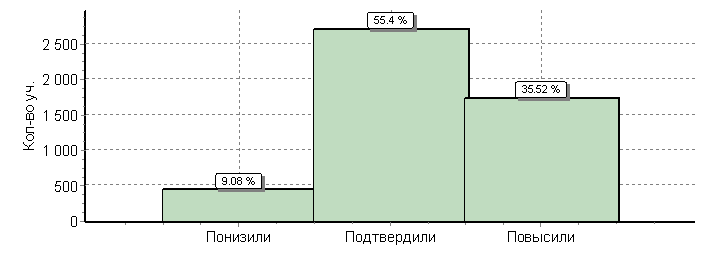 Кол-во уч.
2 500
2 000
1 500
1 000
500
0
9.08 %
55.4 %
35.52 %
Понизили
Подтвердили
Повысили